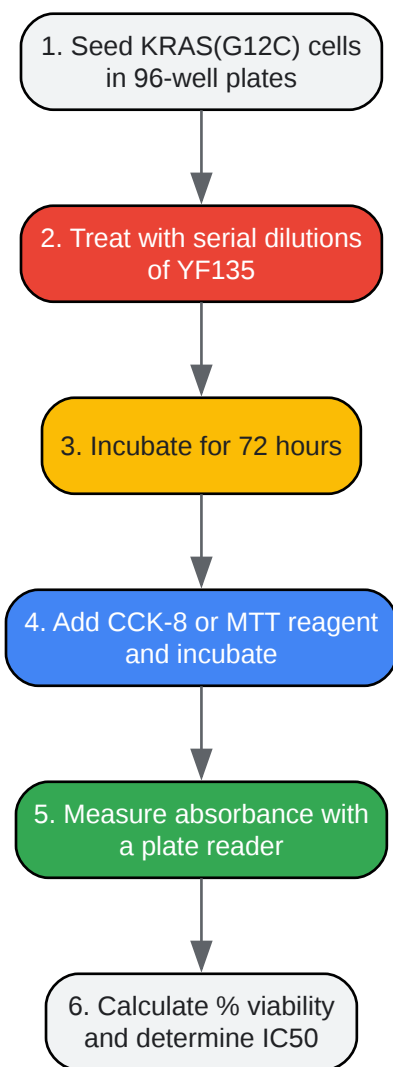 1. Seed KRAS(G12C) cells
in 96-well plates
2. Treat with serial dilutions
of YF135
3. Incubate for 72 hours
4. Add CCK-8 or MTT reagent
and incubate
5. Measure absorbance with
a plate reader
6. Calculate % viability
and determine IC50